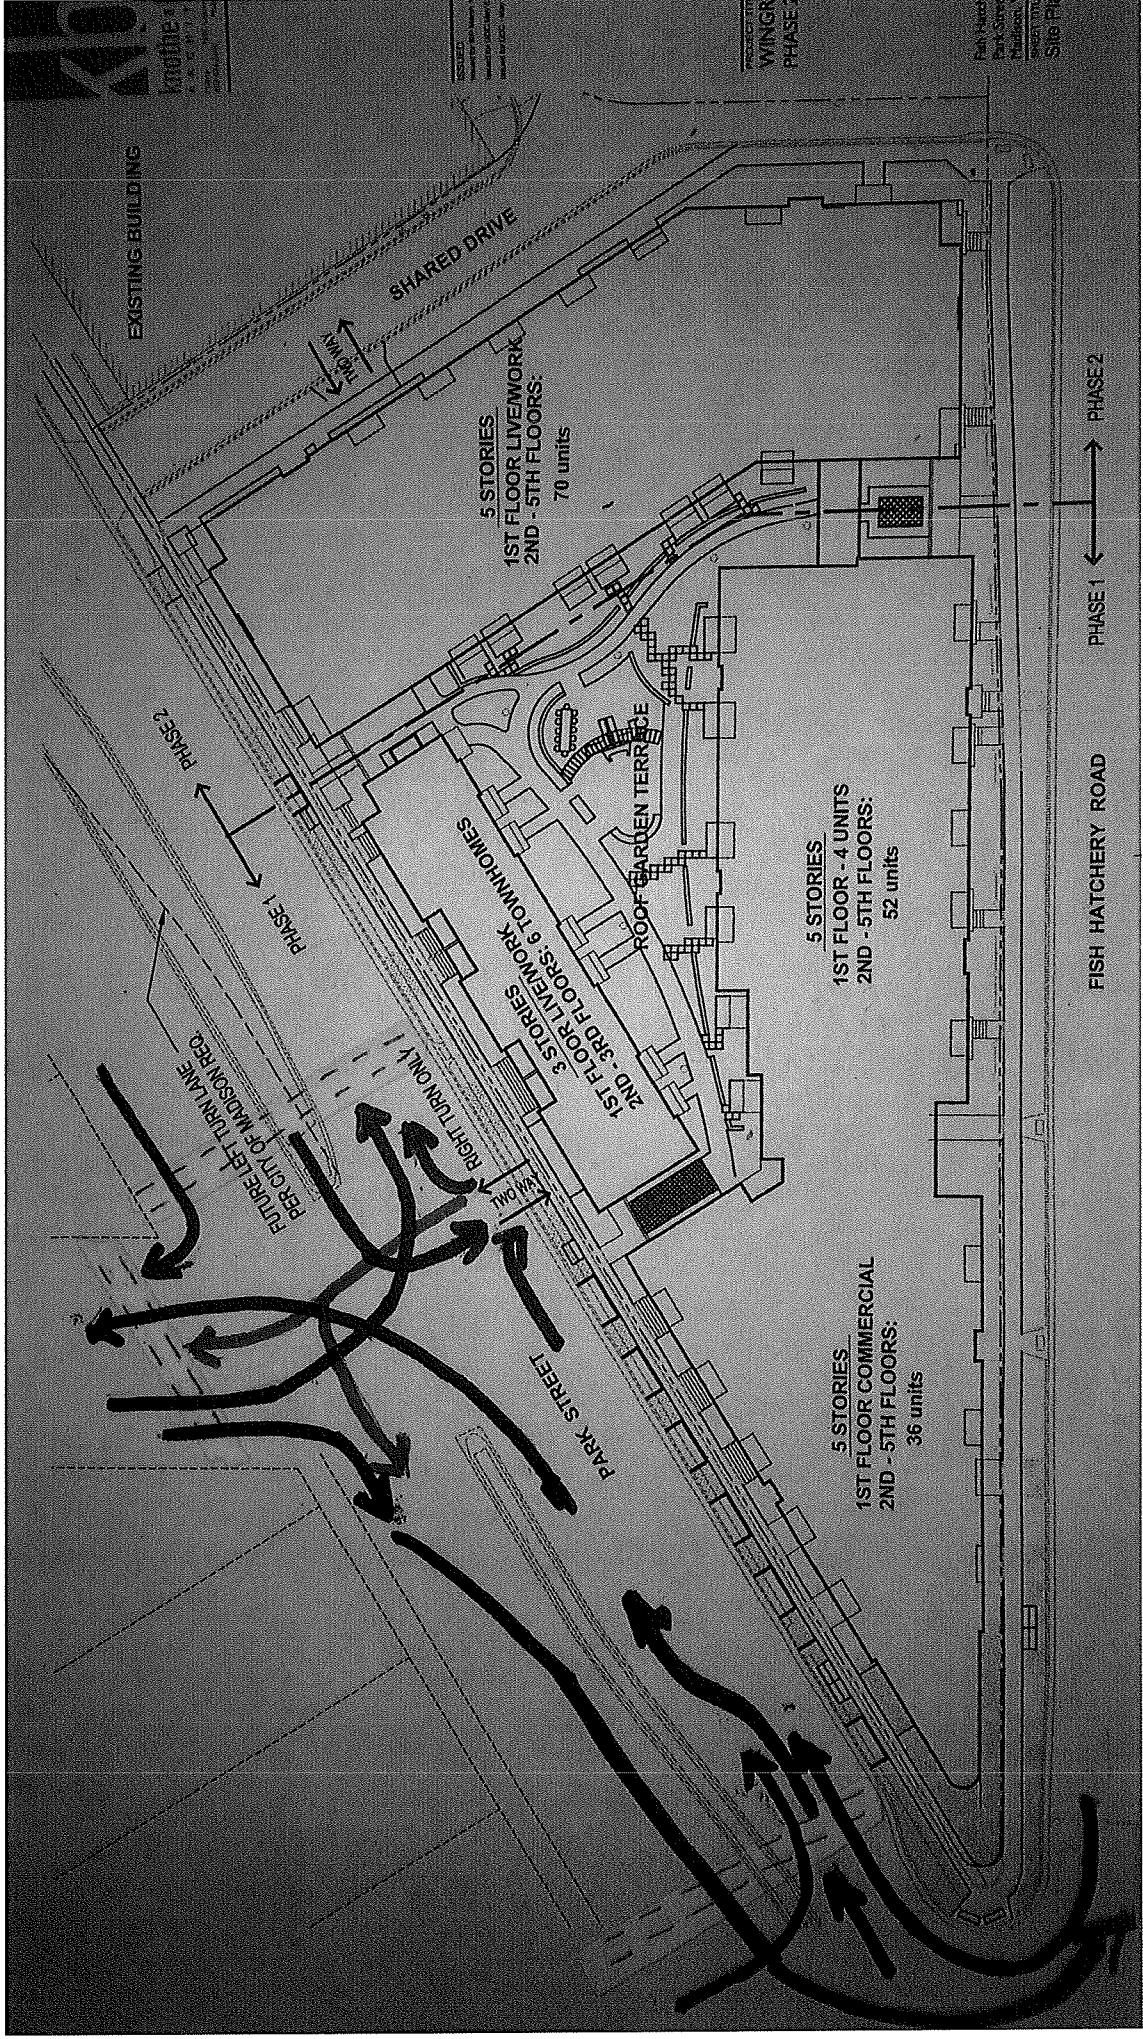 knothe
PROJECT TITLE
WINGR
PHASE 2
Site Pla
EXISTING BUILDING
SHARED DRIVE
TWO WAY
5 STORIES
1ST FLOOR LIVE/WORK
2ND - 5TH FLOORS:
70 units
PHASE 2
PHASE 1
PHASE 1
PHASE 2
ROOF GARDEN TERRACE
3 STORIES
1ST FLOOR LIVE/WORK
2ND - 3RD FLOORS: 6 TOWNHOMES
5 STORIES
1ST FLOOR - 4 UNITS
2ND - 5TH FLOORS:
52 units
FISH HATCHERY ROAD
FUTURE LEFT TURN LANE
PER CITY OF MADISON REQ.
RIGHT TURN ONLY
TWO WAY
PARK STREET
5 STORIES
1ST FLOOR COMMERCIAL
2ND - 5TH FLOORS:
36 units